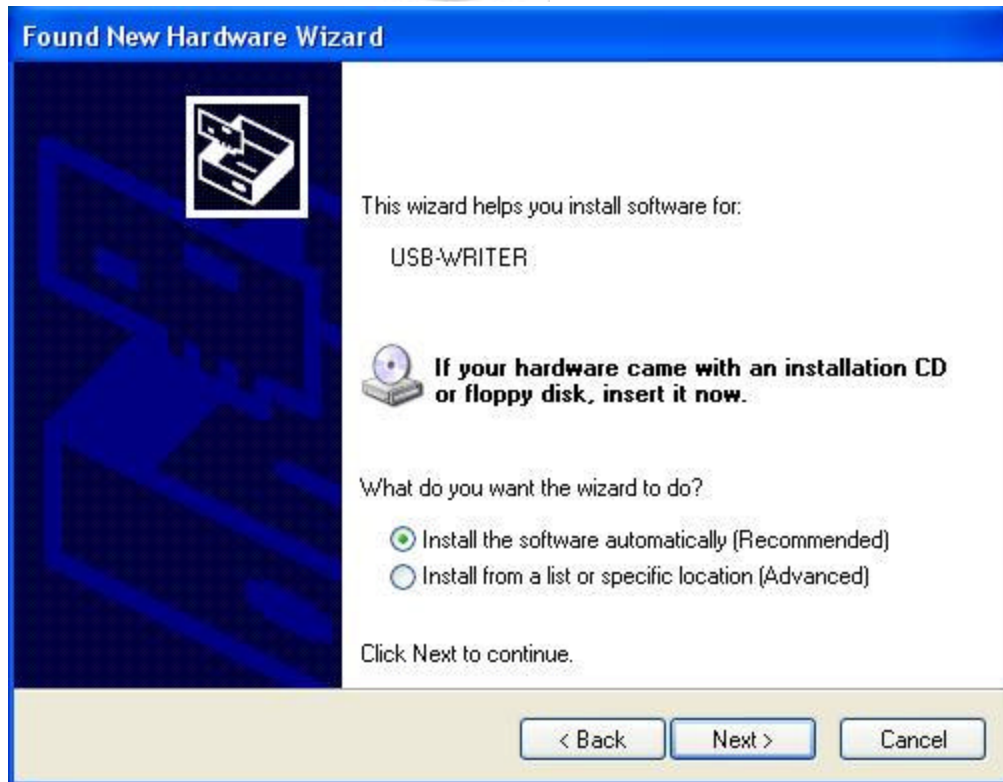 Found New Hardware Wizard
This wizard helps you install software for:
USB-WRITER
If your hardware came with an installation CD
or floppy disk, insert it now.
What do you want the wizard to do?
Install the software automatically (Recommended)
Install from a list or specific location (Advanced)
Click Next to continue.
< Back Next > Cancel